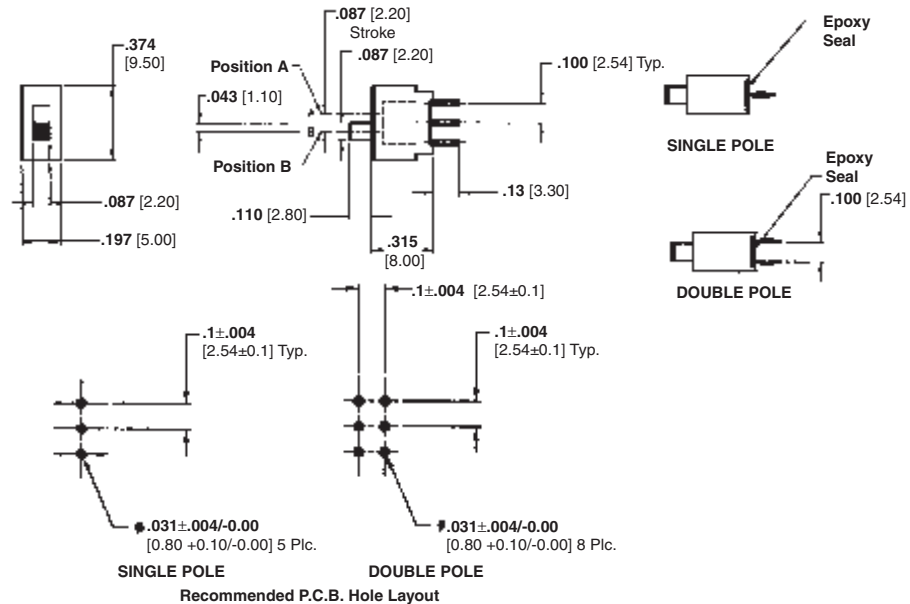 .087 [2.20]
Stroke
.374
[9.50]
.087 [2.20]
Position A
.043 [1.10]
.100 [2.54] Typ.
Epoxy
Seal
SINGLE POLE
Position B
.087 [2.20]
.13 [3.30]
.110 [2.80]
.197 [5.00]
.315
[8.00]
Epoxy
Seal
.100 [2.54]
DOUBLE POLE
.1±.004 [2.54±0.1]
.1±.004
[2.54±0.1] Typ.
.1±.004
[2.54±0.1] Typ.
.031±.004/-0.00
[0.80 +0.10/-0.00] 5 Plc.
.031±.004/-0.00
[0.80 +0.10/-0.00] 8 Plc.
SINGLE POLE
DOUBLE POLE
Recommended P.C.B. Hole Layout